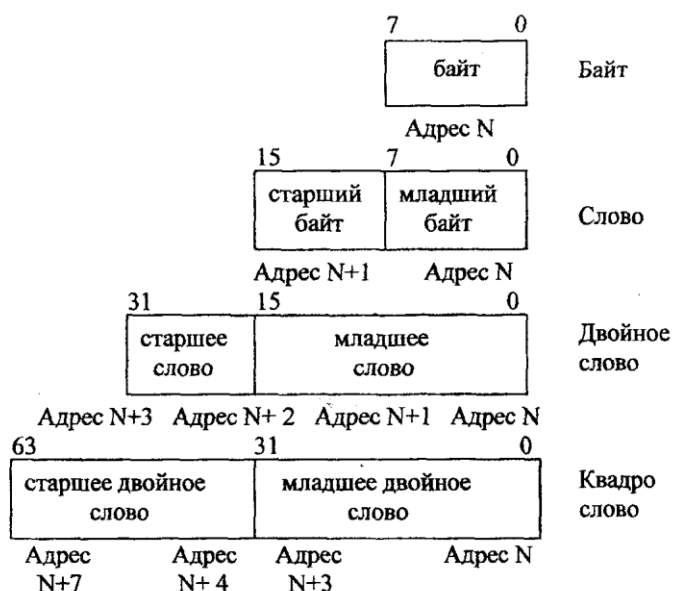 7 0
байт Байт
Адрес N
15 7 0
старший младший
байт байт Слово
Адрес N+1 Адрес N
31 15 0
старшее младшее Двойное
слово слово слово
Адрес N+3 Адрес N+ 2 Адрес N+1 Адрес N
63 31 0
старшее двойное младшее двойное Квадро
слово слово слово
Адрес Адрес Адрес Адрес N
N+7 N+ 4 N+3